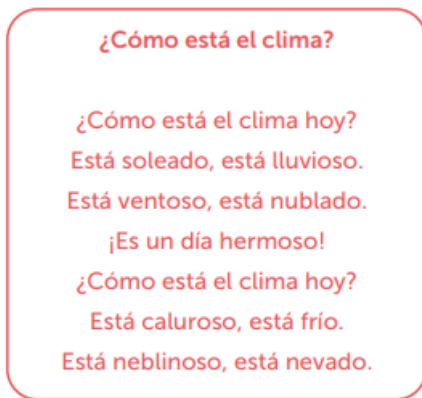 ¿Cómo está el clima?
¿Cómo está el clima hoy?
Está soleado, está lluvioso.
Está ventoso, está nublado.
¡Es un día hermoso!
¿Cómo está el clima hoy?
Está caluroso, está frío.
Está neblinoso, está nevado.